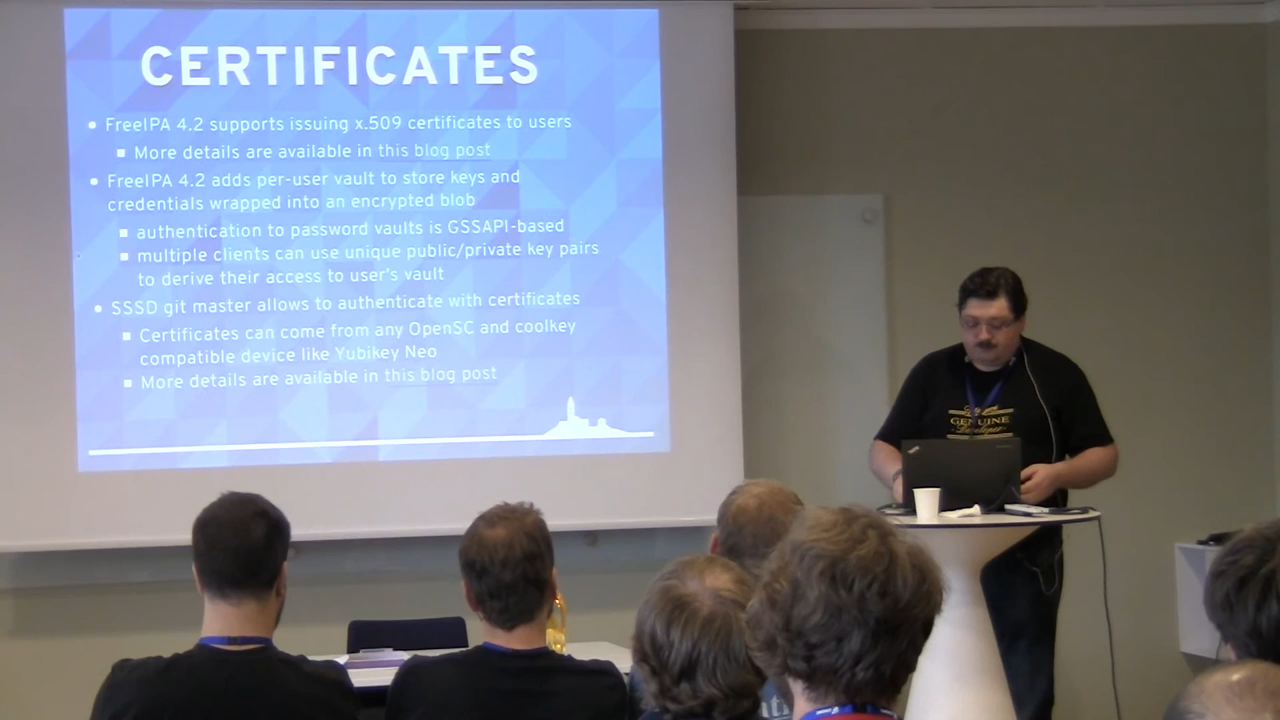 CERTIFICATES
FreeIPA 4.2 supports issuing x.509 certificates to users
More details are available in this blog post
FreeIPA 4.2 adds per-user vault to store keys and
credentials wrapped into an encrypted blob
authentication to password vaults is GSSAPI-based
multiple clients can use unique public/private key pairs
to derive their access to user's vault
SSSD git master allows to authenticate with certificates
Certificates can come from any OpenSC and coolkey
compatible device like Yubikey Neo
More details are available in this blog post
GENUINE
Developer